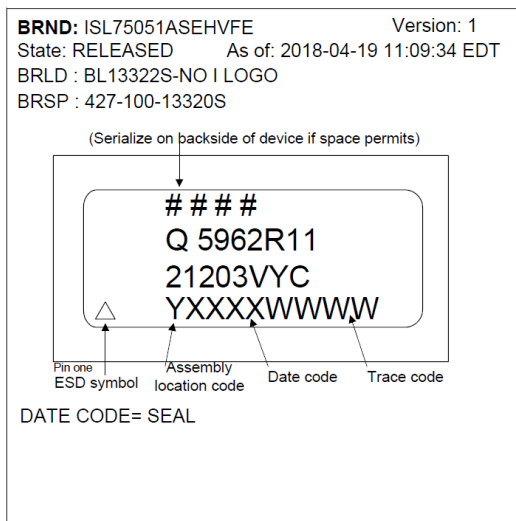 BRND: ISL75051ASEHVFE Version: 1
State: RELEASED As of: 2018-04-19 11:09:34 EDT
BRLD : BL13322S-NO I LOGO
BRSP : 427-100-13320S
(Serialize on backside of device if space permits)
# # # #
Q 5962R11
21203VYC
YXXXXWWWW
Pin one
ESD symbol
Assembly
location code
Date code
Trace code
DATE CODE= SEAL